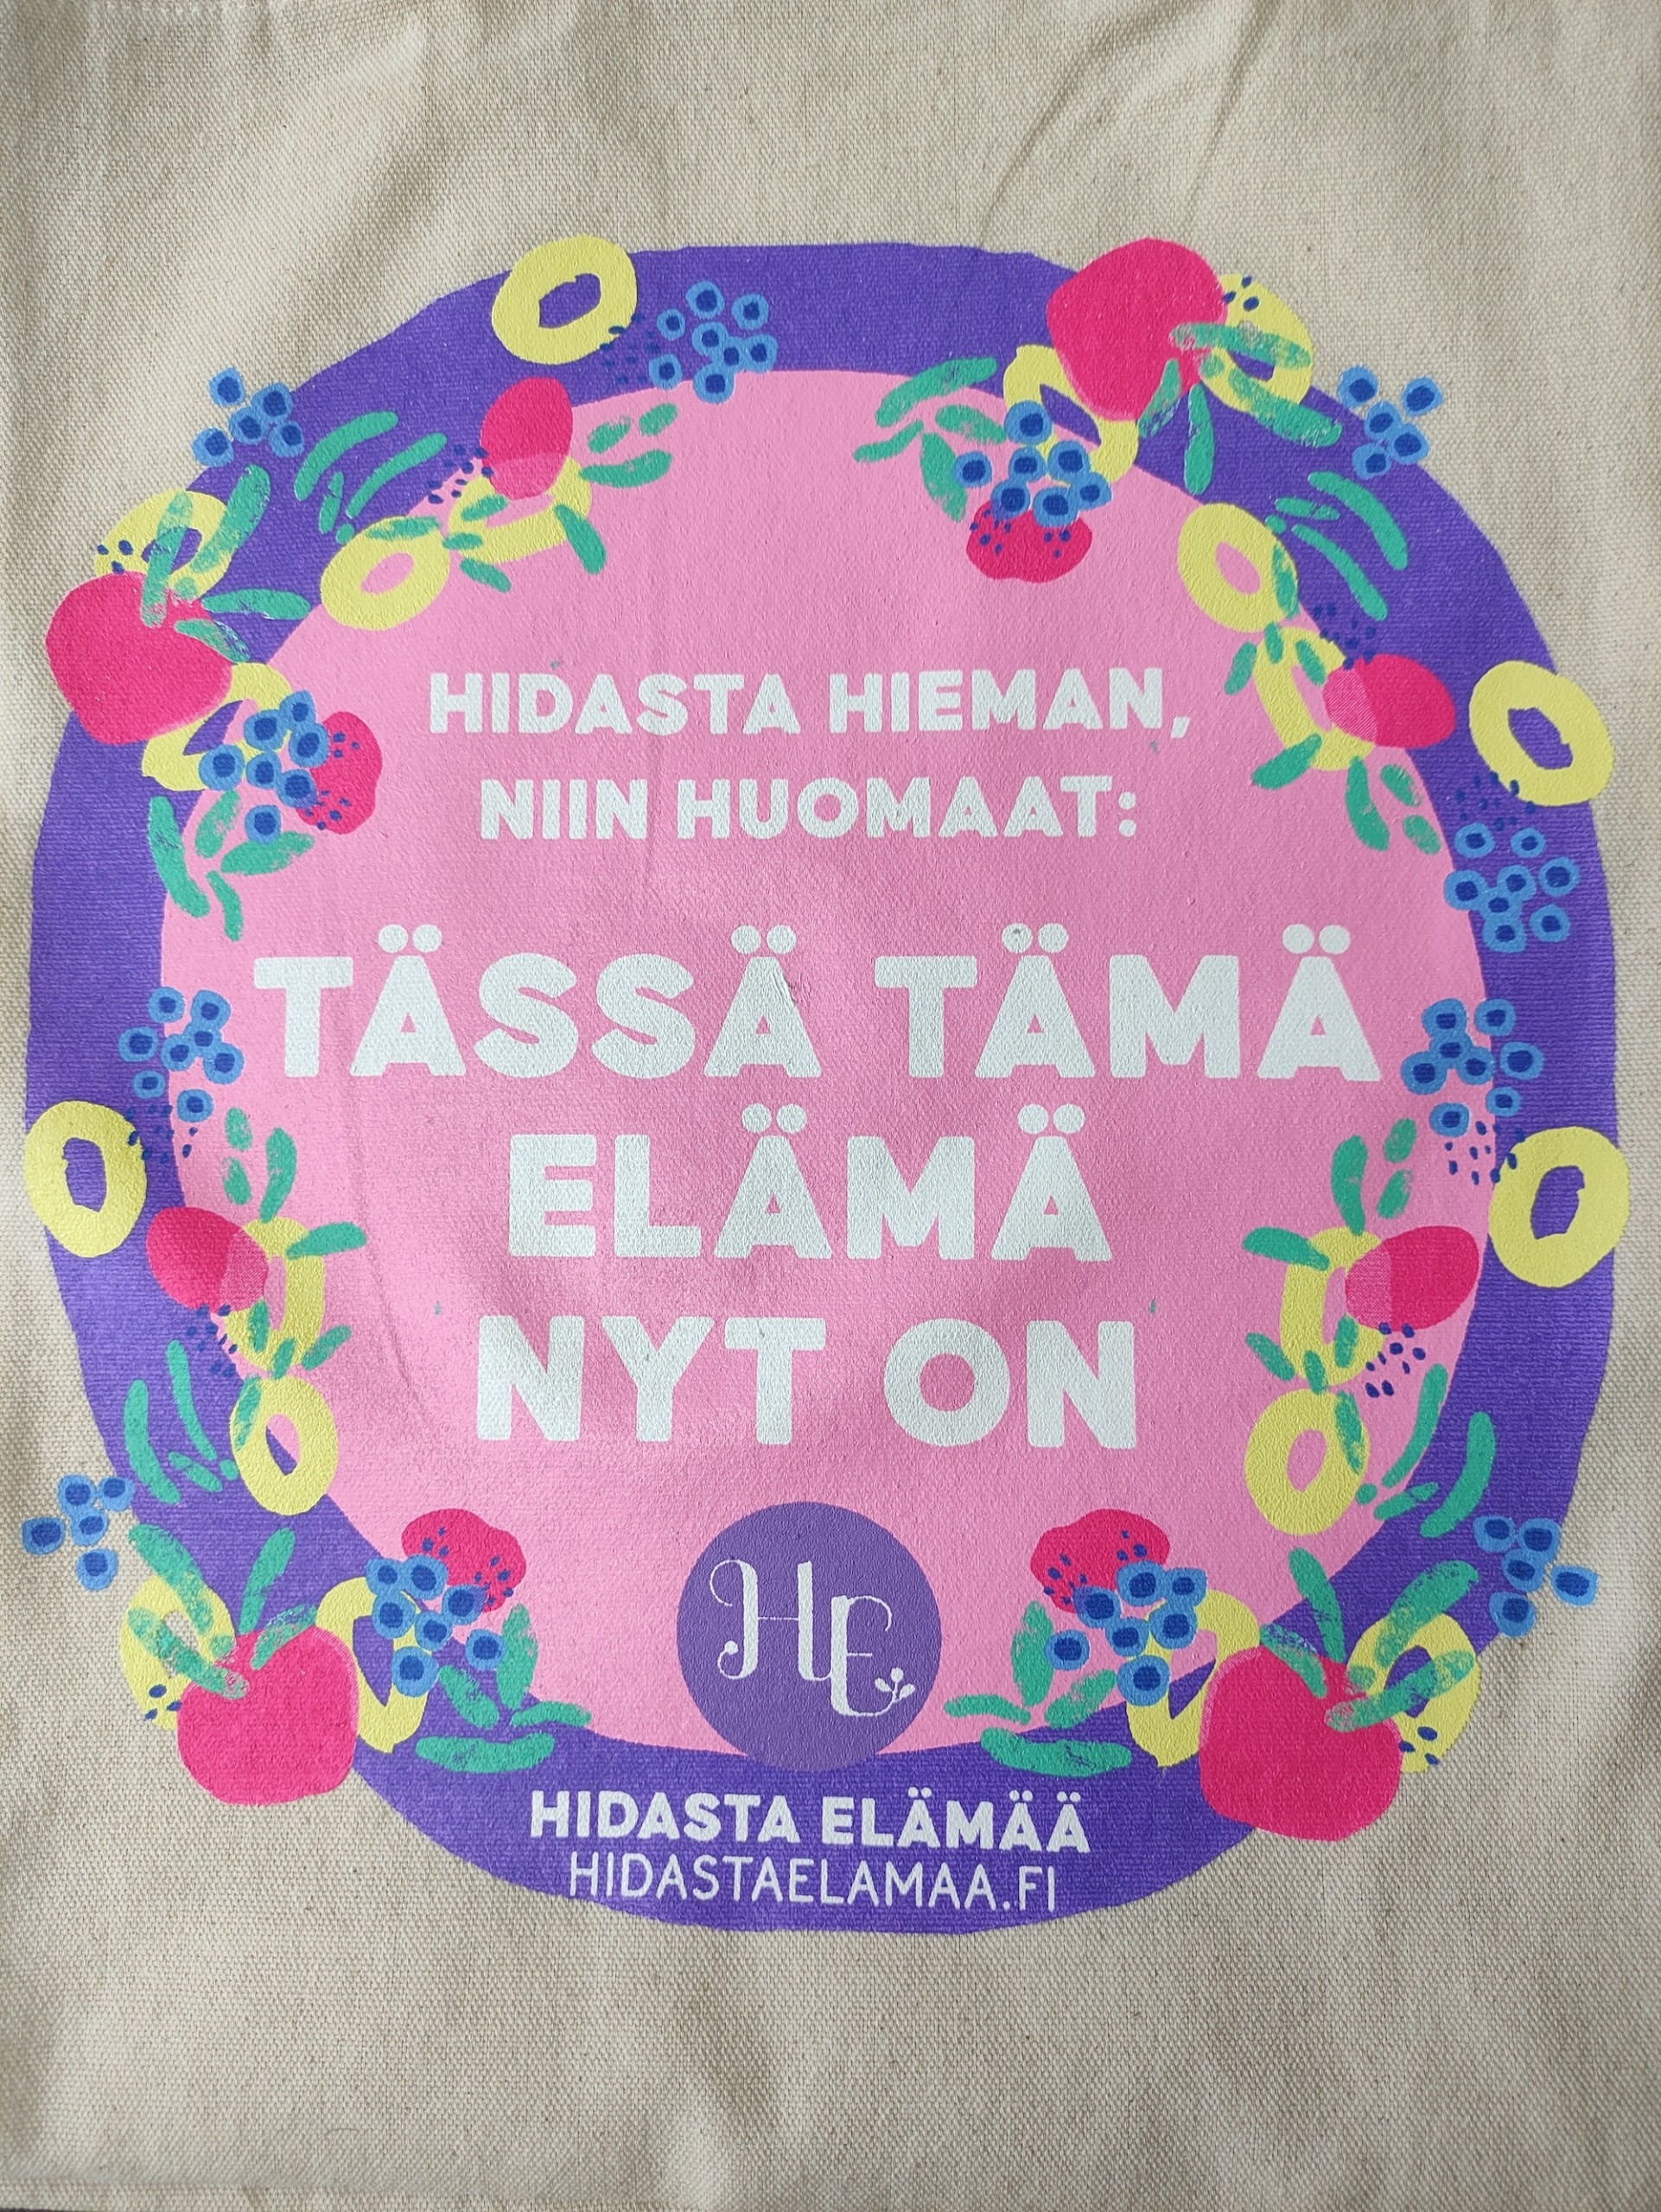 HIDASTA HIEMAN,
NIIN HUOMAAT:
TÄSSÄ TÄMÄ
ELÄMÄ
NYT ON
HE
HIDASTA ELÄMÄÄ
HIDASTAELAMAA.FI